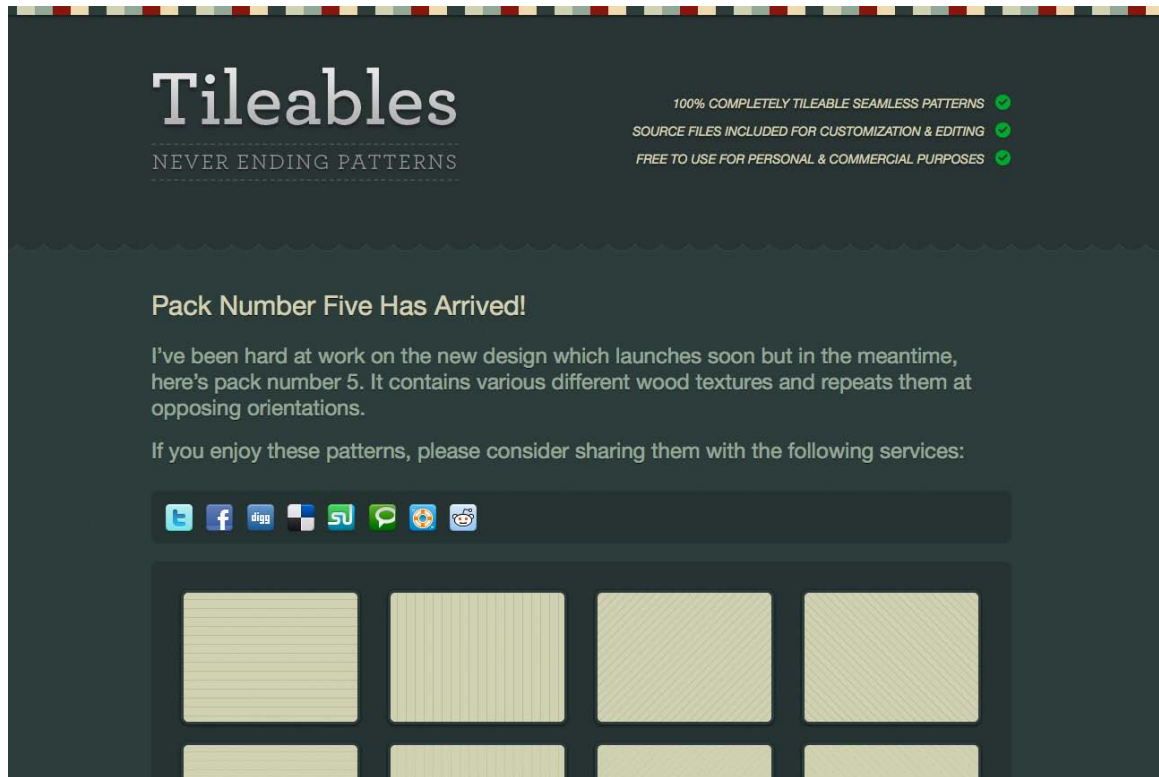 Tileables
NEVER ENDING PATTERNS
100% COMPLETELY TILEABLE SEAMLESS PATTERNS
SOURCE FILES INCLUDED FOR CUSTOMIZATION & EDITING
FREE TO USE FOR PERSONAL & COMMERCIAL PURPOSES
Pack Number Five Has Arrived!
I’ve been hard at work on the new design which launches soon but in the meantime,
here’s pack number 5. It contains various different wood textures and repeats them at
opposing orientations.
If you enjoy these patterns, please consider sharing them with the following services:
digg